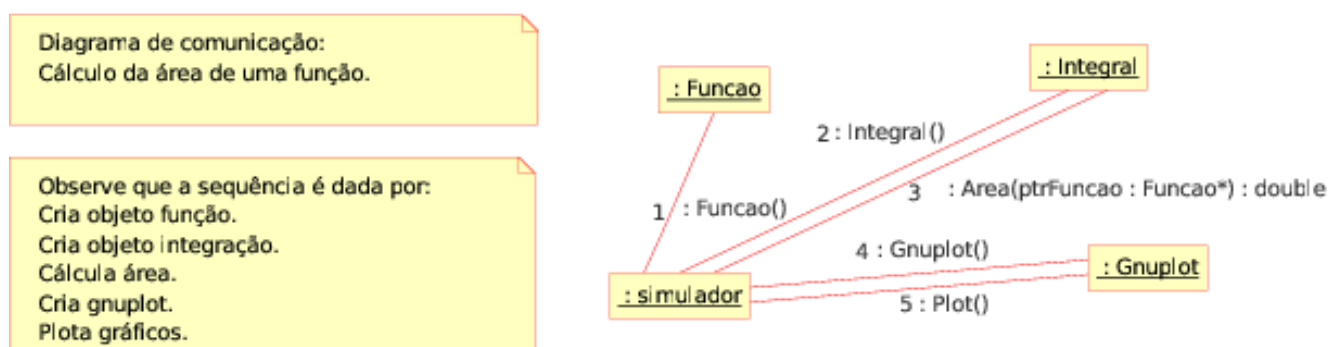 Diagrama de comunicação:
Cálculo da área de uma função.
Observe que a sequência é dada por:
Cria objeto função.
Cria objeto integração.
Cálcula área.
Cria gnuplot.
Plota gráficos.
: Funcao
: Integral
2 : Integral()
1 : Funcao()
3 : Area(ptrFuncao : Funcao*) : double
4 : Gnuplot()
: Gnuplot
: simulador
5 : Plot()